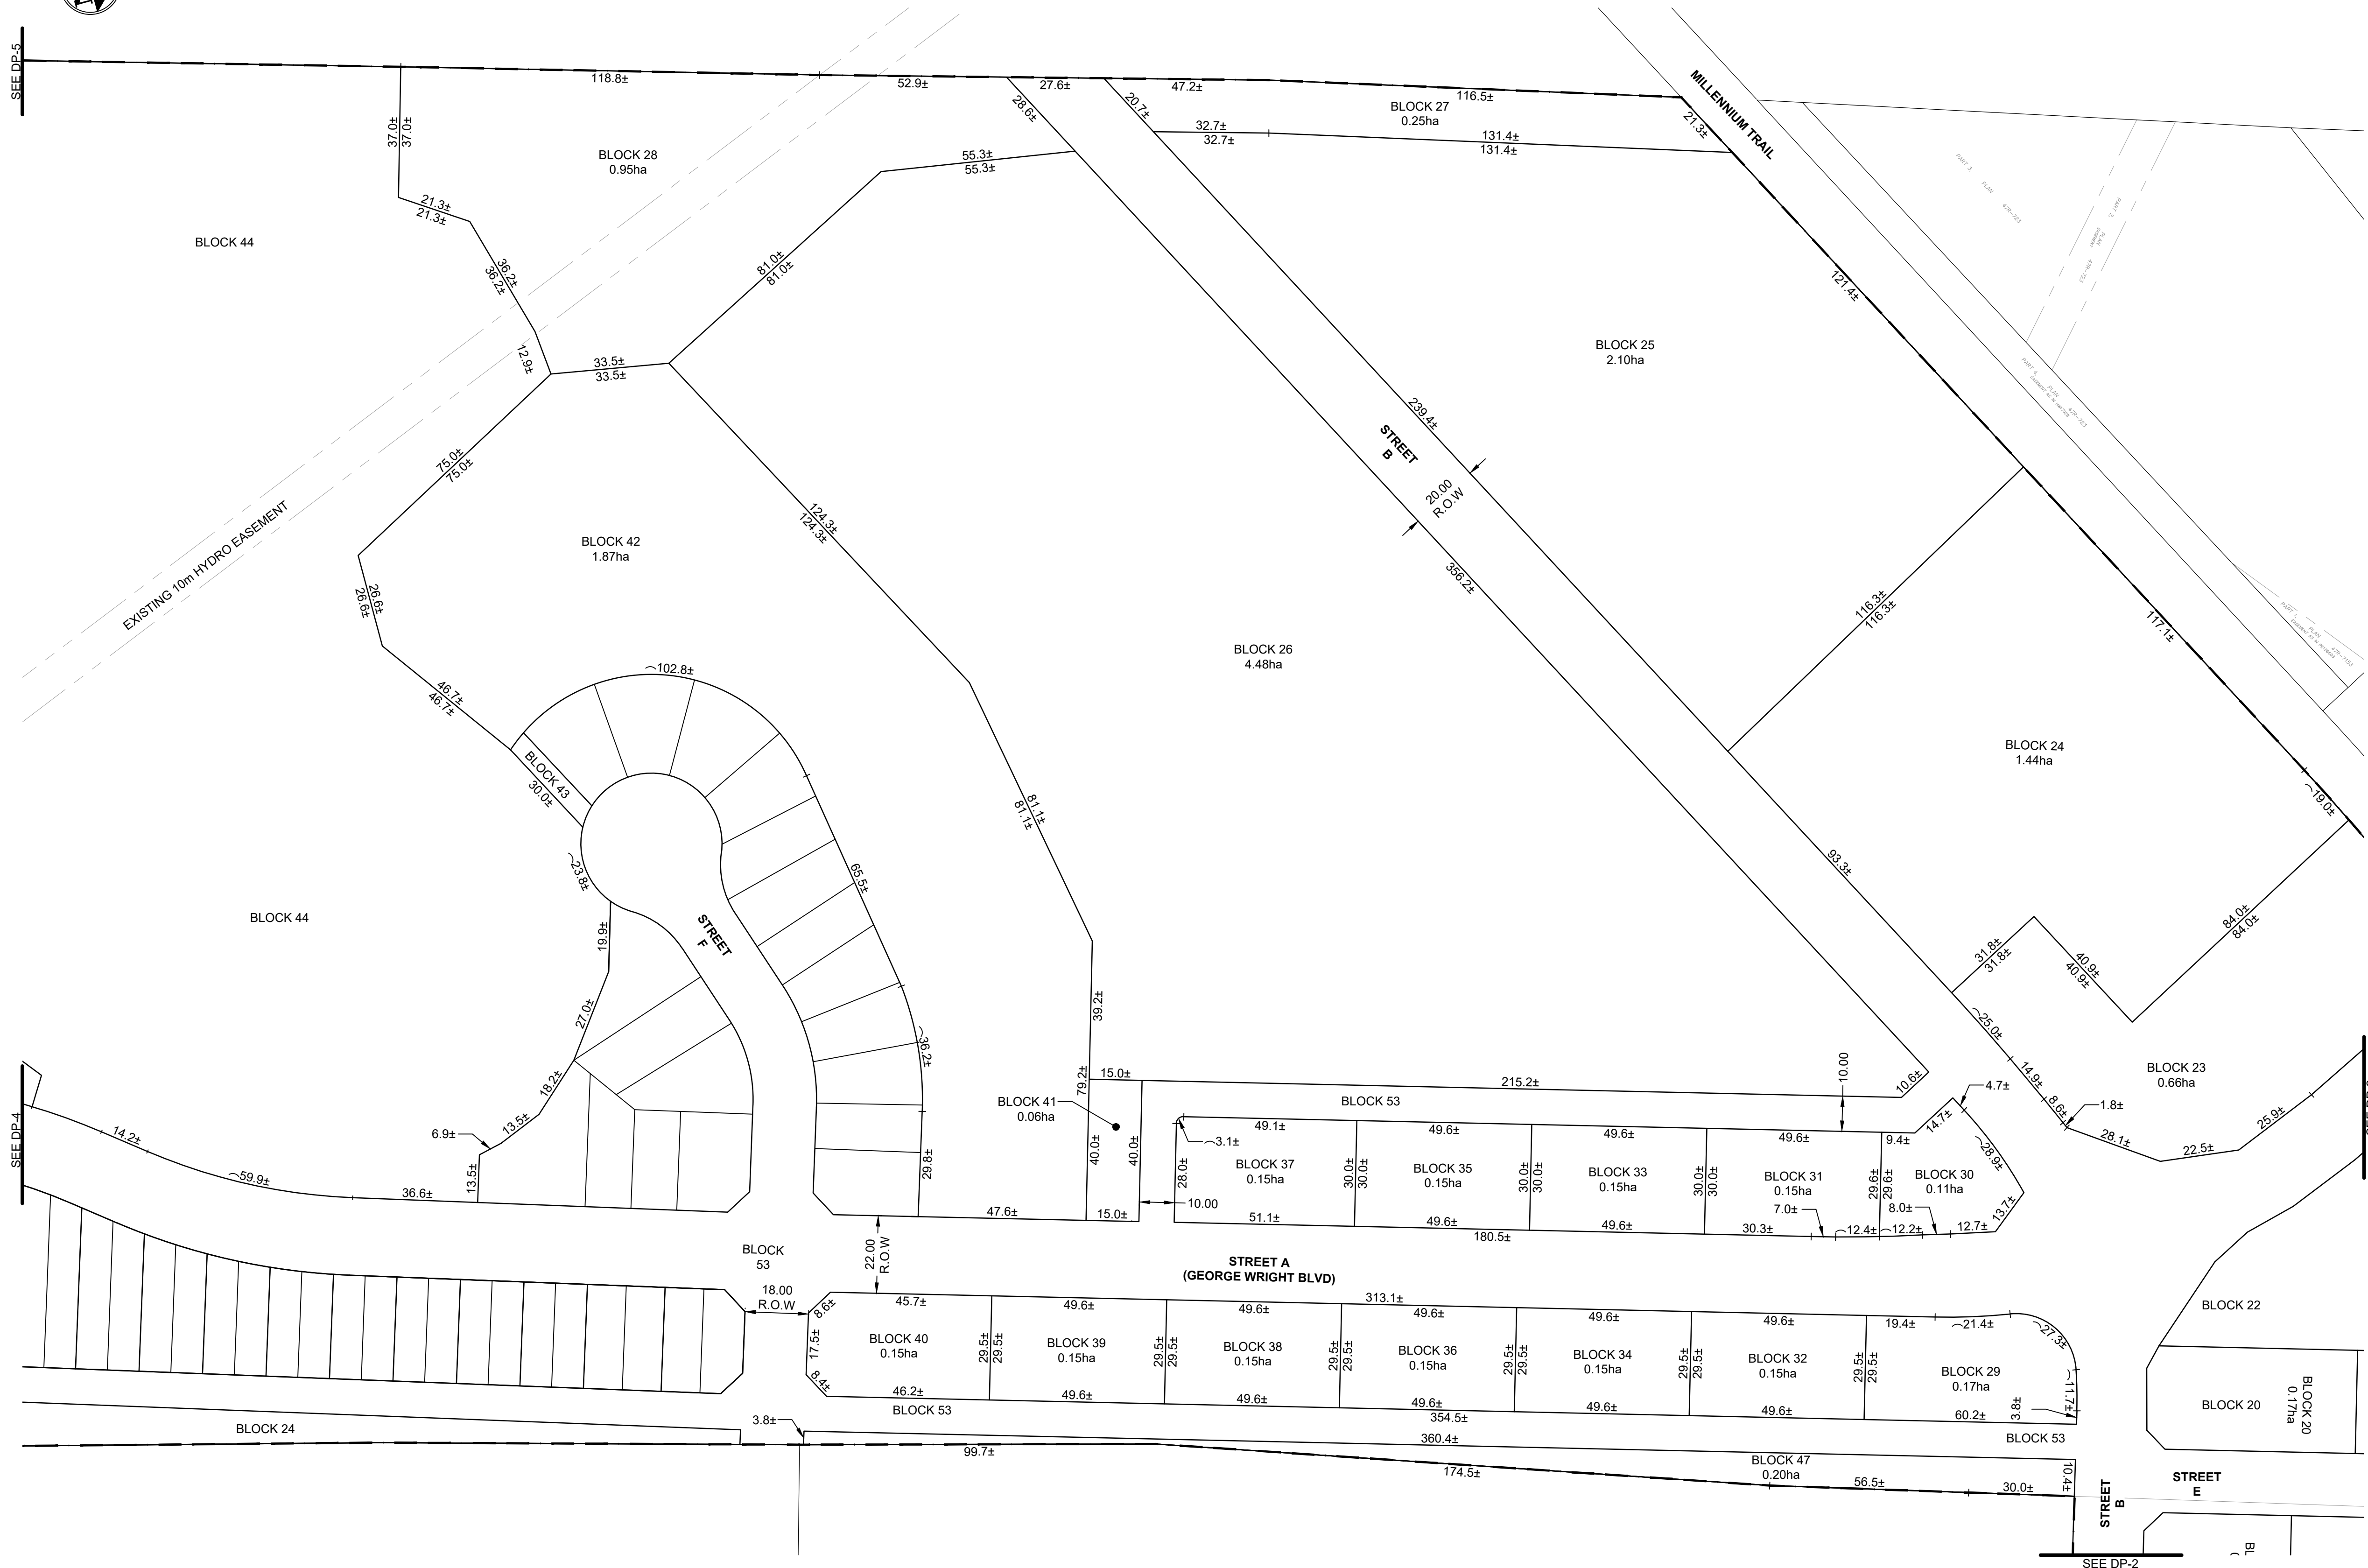 SEE DP-5
118.8±
52.9±
27.6±
47.2±
116.5±
MILLENNIUM TRAIL
37.0±
37.0±
BLOCK 28
0.95ha
28.6±
20.7±
32.7±
32.7±
BLOCK 27
0.25ha
131.4±
131.4±
21.3±
PART 3, PLAN 47R-723
PART 2, PLAN 47R-723
EASEMENT
55.3±
55.3±
21.3±
21.3±
BLOCK 44
36.2±
36.2±
81.0±
81.0±
121.4±
12.9±
33.5±
33.5±
BLOCK 25
2.10ha
PART 4, PLAN 47R-723
239.4±
STREET
B
20.00
R.O.W
75.0±
75.0±
EXISTING 10m HYDRO EASEMENT
124.3±
124.3±
BLOCK 42
1.87ha
356.2±
26.6±
26.6±
116.3±
116.3±
117.1±
PART 1, PLAN
BLOCK 26
4.48ha
46.7±
46.7±
102.8±
BLOCK 43
30.0±
BLOCK 24
1.44ha
19.0±
81.1±
81.1±
23.8±
65.5±
93.3±
BLOCK 44
STREET
F
19.9±
84.0±
84.0±
31.8±
31.8±
40.9±
40.9±
39.2±
27.0±
36.2±
25.0±
14.9±
8.6±
BLOCK 23
0.66ha
18.2±
79.2±
15.0±
215.2±
10.00
10.6±
4.7±
BLOCK 41
0.06ha
BLOCK 53
1.8±
SEE DP-4
14.2±
6.9±
13.5±
13.5±
59.9±
36.6±
29.8±
40.0±
40.0±
28.0±
3.1±
49.1±
49.6±
49.6±
49.6±
9.4±
14.7±
28.9±
28.1±
22.5±
25.9±
BLOCK 37
0.15ha
30.0±
30.0±
BLOCK 35
0.15ha
30.0±
30.0±
BLOCK 33
0.15ha
30.0±
30.0±
BLOCK 31
0.15ha
29.6±
29.6±
BLOCK 30
0.11ha
13.7±
47.6±
15.0±
10.00
51.1±
49.6±
49.6±
30.3±
7.0±
12.4±
12.2±
8.0±
12.7±
180.5±
BLOCK
53
22.00
R.O.W
STREET A
(GEORGE WRIGHT BLVD)
18.00
R.O.W
8.6±
45.7±
49.6±
49.6±
313.1±
49.6±
49.6±
49.6±
19.4±
21.4±
27.3±
BLOCK 22
17.5±
BLOCK 40
0.15ha
29.5±
29.5±
BLOCK 39
0.15ha
29.5±
29.5±
BLOCK 38
0.15ha
29.5±
29.5±
BLOCK 36
0.15ha
29.5±
29.5±
BLOCK 34
0.15ha
29.5±
29.5±
BLOCK 32
0.15ha
29.5±
29.5±
BLOCK 29
0.17ha
11.7±
3.8±
8.4±
46.2±
49.6±
49.6±
49.6±
49.6±
49.6±
60.2±
354.5±
BLOCK 20
BLOCK 20
0.17ha
BLOCK 24
3.8±
BLOCK 53
BLOCK 53
360.4±
99.7±
174.5±
BLOCK 47
0.20ha
56.5±
30.0±
10.4±
STREET
B
STREET
E
SEE DP-2